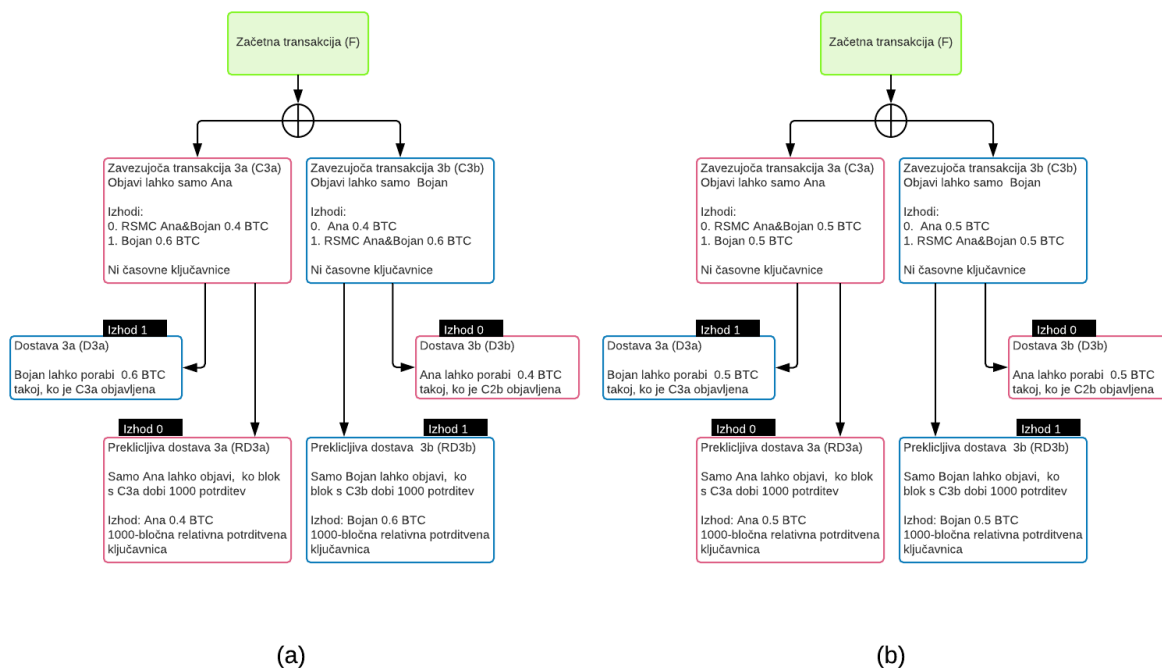 Začetna transakcija (F)
Zavezujoča transakcija 3a (C3a)
Objavi lahko samo Ana
Izhodi:
0. RSMC Ana&Bojan 0.4 BTC
1. Bojan 0.6 BTC
Ni časovne ključavnice
Zavezujoča transakcija 3b (C3b)
Objavi lahko samo Bojan
Izhodi:
0. Ana 0.4 BTC
1. RSMC Ana&Bojan 0.6 BTC
Ni časovne ključavnice
Izhod 1
Dostava 3a (D3a)
Bojan lahko porabi 0.6 BTC
takoj, ko je C3a objavljena
Izhod 0
Dostava 3b (D3b)
Ana lahko porabi 0.4 BTC
takoj, ko je C2b objavljena
Izhod 0
Preklicljiva dostava 3a (RD3a)
Samo Ana lahko objavi, ko blok
s C3a dobi 1000 potrditev
Izhod: Ana 0.4 BTC
1000-bločna relativna potrditvena
ključavnica
Izhod 1
Preklicljiva dostava 3b (RD3b)
Samo Bojan lahko objavi, ko
blok s C3b dobi 1000 potrditev
Izhod: Bojan 0.6 BTC
1000-bločna relativna potrditvena
ključavnica
(a)
Začetna transakcija (F)
Zavezujoča transakcija 3a (C3a)
Objavi lahko samo Ana
Izhodi:
0. RSMC Ana&Bojan 0.5 BTC
1. Bojan 0.5 BTC
Ni časovne ključavnice
Zavezujoča transakcija 3b (C3b)
Objavi lahko samo Bojan
Izhodi:
0. Ana 0.5 BTC
1. RSMC Ana&Bojan 0.5 BTC
Ni časovne ključavnice
Izhod 1
Dostava 3a (D3a)
Bojan lahko porabi 0.5 BTC
takoj, ko je C3a objavljena
Izhod 0
Dostava 3b (D3b)
Ana lahko porabi 0.5 BTC
takoj, ko je C2b objavljena
Izhod 0
Preklicljiva dostava 3a (RD3a)
Samo Ana lahko objavi, ko blok
s C3a dobi 1000 potrditev
Izhod: Ana 0.5 BTC
1000-bločna relativna potrditvena
ključavnica
Izhod 1
Preklicljiva dostava 3b (RD3b)
Samo Bojan lahko objavi, ko
blok s C3b dobi 1000 potrditev
Izhod: Bojan 0.5 BTC
1000-bločna relativna potrditvena
ključavnica
(b)